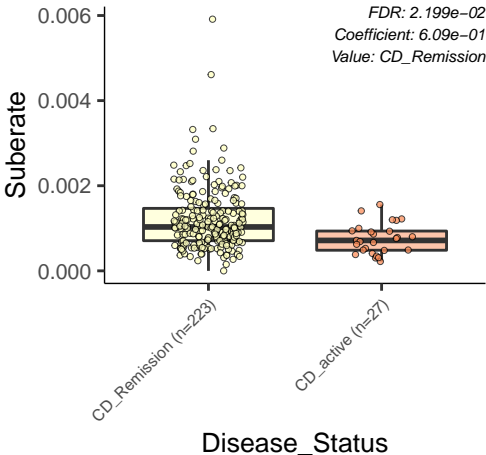 FDR: 2.199e−02
Coefficient: 6.09e−01
Value: CD_Remission
Suberate
0.006
0.004
0.002
0.000
CD_Remission (n=223)
CD_active (n=27)
Disease_Status